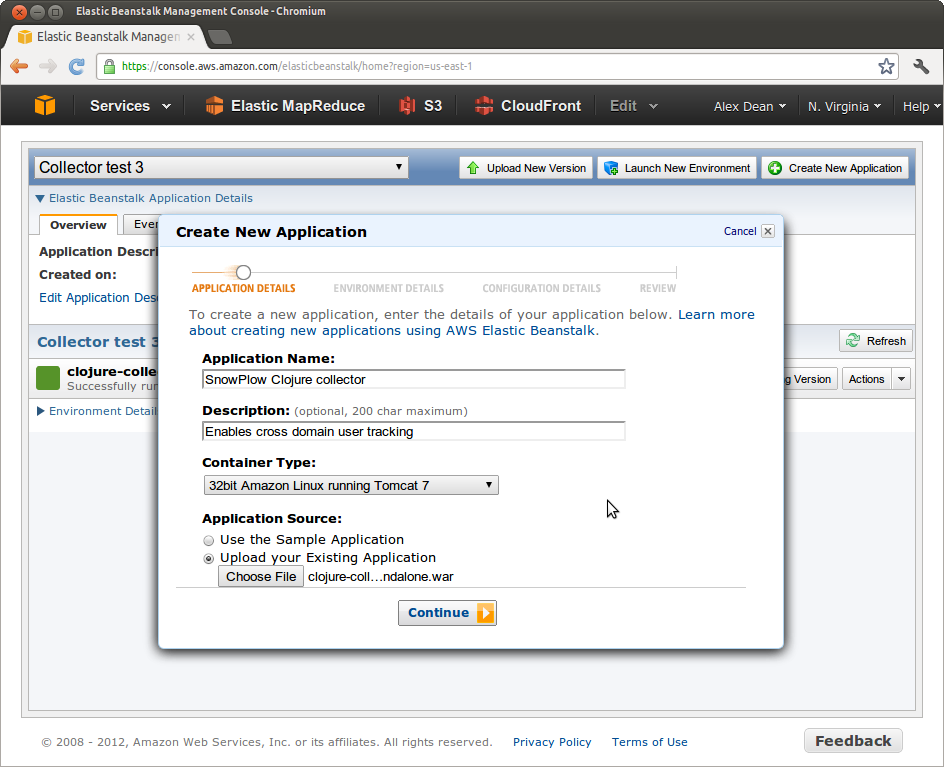 Elastic Beanstalk Management Console - Chromium
Elastic Beanstalk Managem
https://console.aws.amazon.com/elasticbeanstalk/home?region=us-east-1
Services Elastic MapReduce S3 CloudFront Edit Alex Dean N. Virginia Help
Collector test 3 Upload New Version Launch New Environment Create New Application
Elastic Beanstalk Application Details
Overview Even
Application Descri
Created on:
Edit Application Des
Collector test 3 Refresh
clojure-colle
Successfully run g Version Actions
Environment Detail
Create New Application Cancel
APPLICATION DETAILS ENVIRONMENT DETAILS CONFIGURATION DETAILS REVIEW
To create a new application, enter the details of your application below. Learn more
about creating new applications using AWS Elastic Beanstalk.
Application Name:
SnowPlow Clojure collector
Description: (optional, 200 char maximum)
Enables cross domain user tracking
Container Type:
32bit Amazon Linux running Tomcat 7
Application Source:
Use the Sample Application
Upload your Existing Application
Choose File clojure-coll...ndalone.war
Continue
© 2008 - 2012, Amazon Web Services, Inc. or its affiliates. All rights reserved. Privacy Policy Terms of Use Feedback